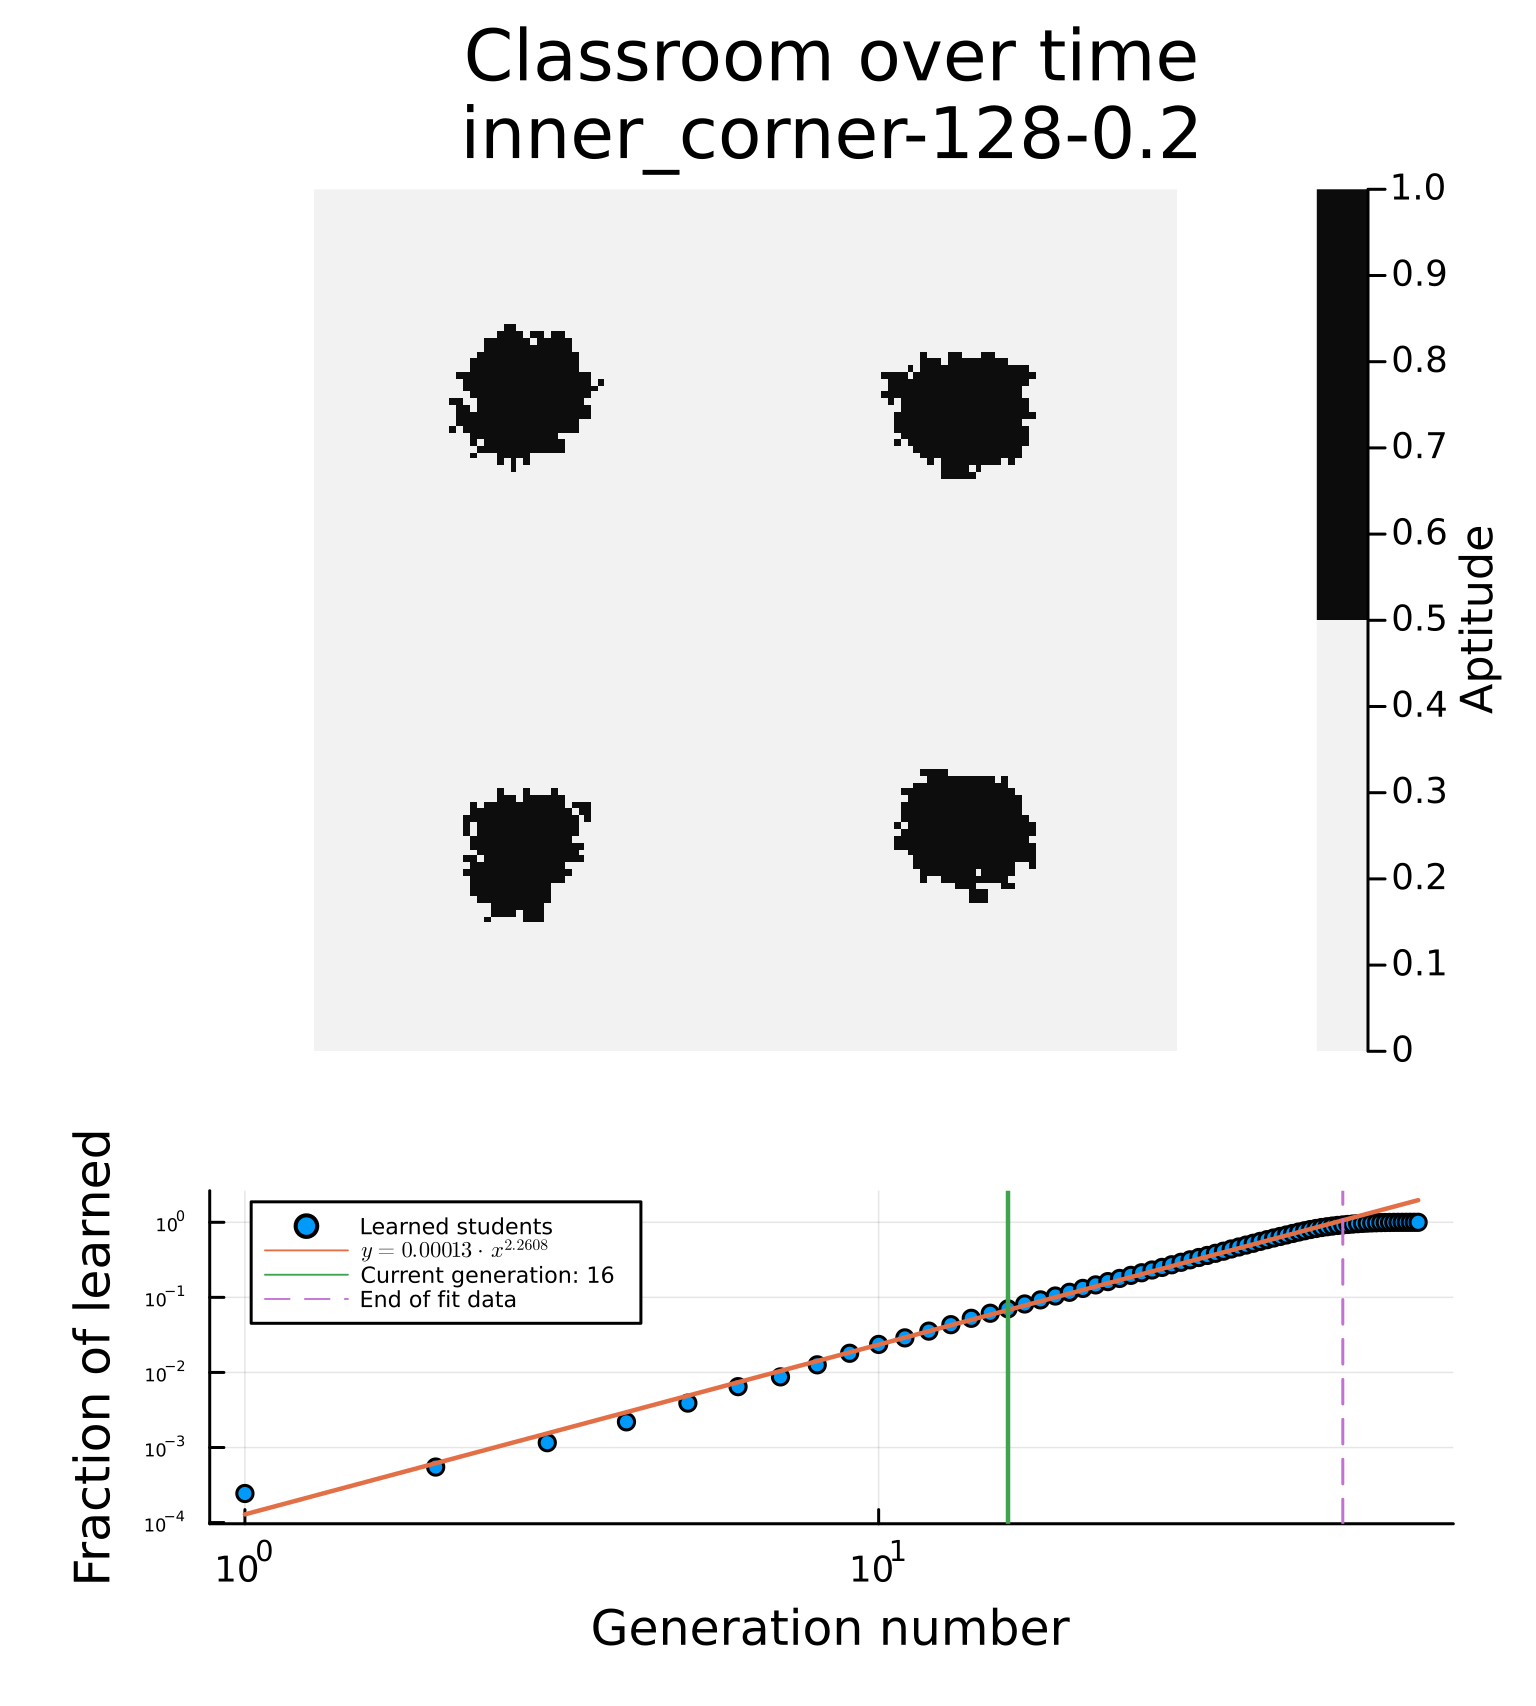 Classroom over time
inner_corner-128-0.2
1.0
0.9
0.8
0.7
0.6
0.5
0.4
0.3
0.2
0.1
0
Aptitude
Fraction of learned
10⁰
10⁻¹
10⁻²
10⁻³
10⁻⁴
Learned students
y = 0.00013 · x^2.2608
Current generation: 16
End of fit data
10⁰
10¹
Generation number